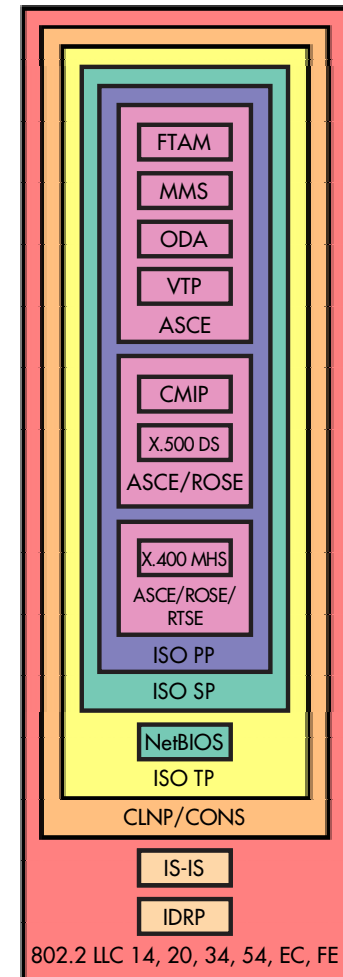 FTAM
MMS
ODA
VTP
ASCE
CMIP
X.500 DS
ASCE/ROSE
X.400 MHS
ASCE/ROSE/
RTSE
ISO PP
ISO SP
NetBIOS
ISO TP
CLNP/CONS
IS-IS
IDRP
802.2 LLC 14, 20, 34, 54, EC, FE